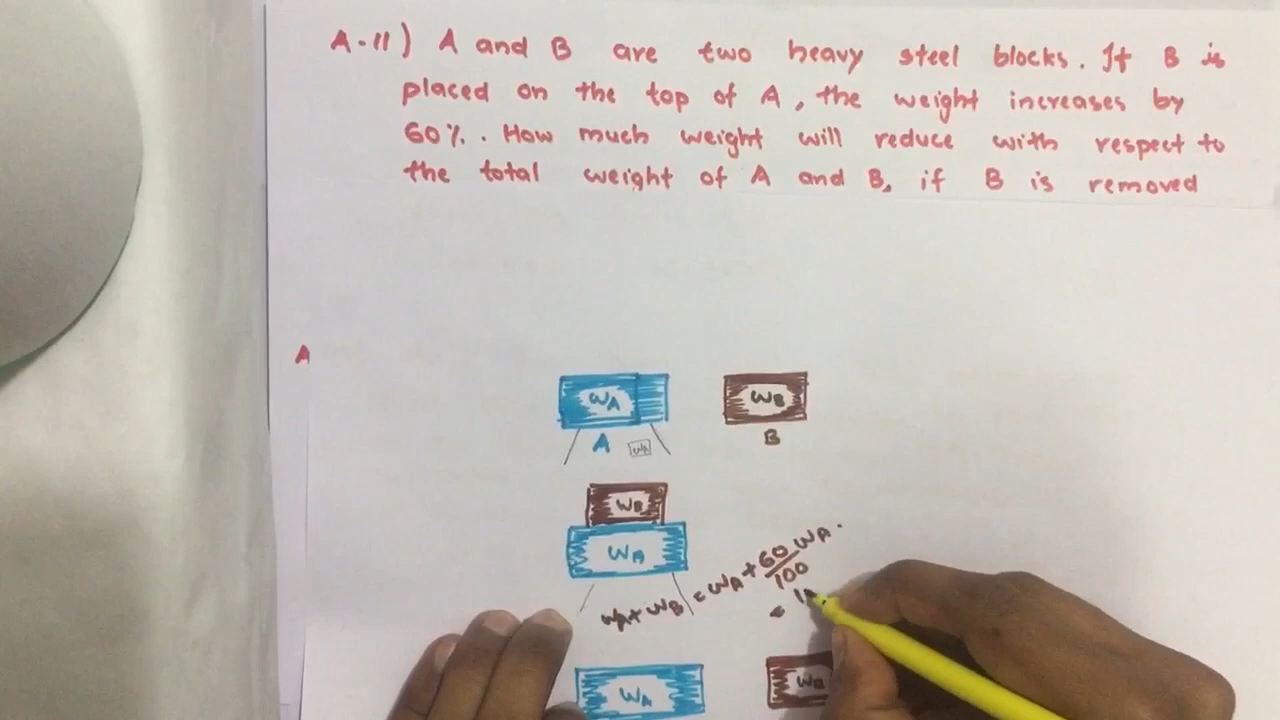 A-11) A and B are two heavy steel blocks. If B is
placed on the top of A, the weight increases by
60%. How much weight will reduce with respect to
the total weight of A and B, if B is removed
A
WA
WB
A
WA
B
WB
WA
WA + WB = WA + 60/100 WA.
=
WA
WB